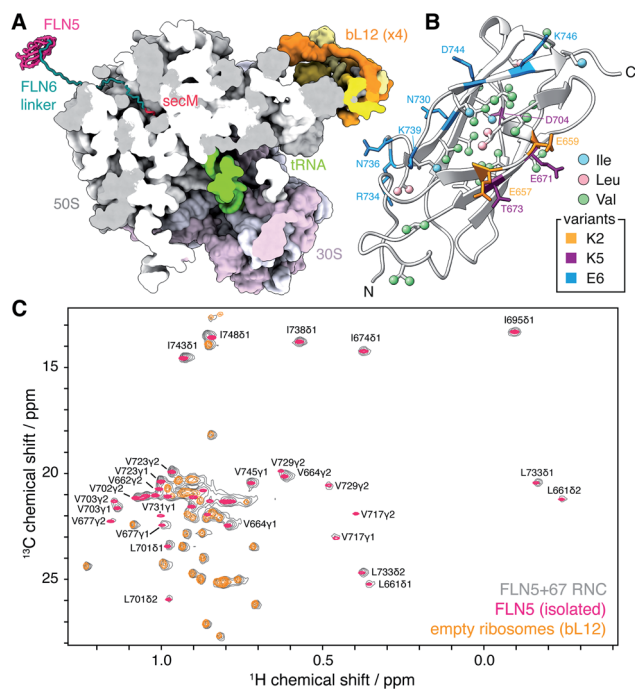 A
FLN5
FLN6
linker
secM
bL12 (x4)
tRNA
50S
30S
B
K746
D744
C
N730
D704
K739
E659
N736
E671
R734
E657
T673
N
Ile
Leu
Val
variants
K2
K5
E6
C
I743δ1
I748δ1
I738δ1
I674δ1
I695δ1
V723γ2
V723γ1
V662γ2
V702γ2
V703γ2
V703γ1
V677γ2
V731γ1
V677γ1
L701δ1
L701δ2
V745γ1
V729γ2
V664γ2
V729γ2
V664γ1
V717γ2
V717γ1
L733δ2
L661δ1
L733δ1
L661δ2
15
20
25
¹³C chemical shift / ppm
FLN5+67 RNC
FLN5 (isolated)
empty ribosomes (bL12)
1.0
0.5
0.0
¹H chemical shift / ppm